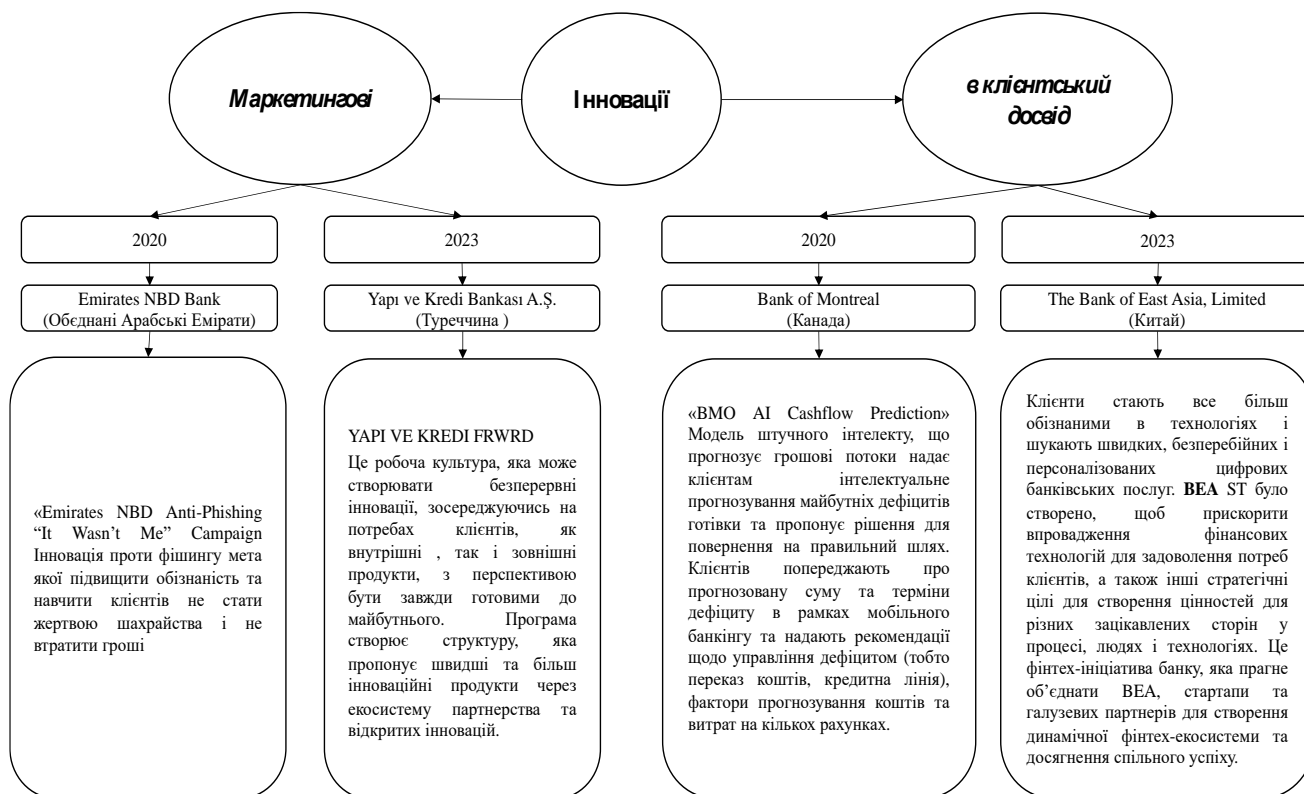 Маркетингові
Інновації
в клієнтський
досвід
2020
2023
2020
2023
Emirates NBD Bank
(Обєднані Арабські Емірати)
Yapı ve Kredi Bankası A.Ş.
(Туреччина )
Bank of Montreal
(Канада)
The Bank of East Asia, Limited
(Китай)
«Emirates NBD Anti-Phishing
“It Wasn’t Me” Campaign
Інновація проти фішингу мета
якої підвищити обізнаність та
навчити клієнтів не стати
жертвою шахрайства і не
втратити гроші
YAPI VE KREDI FRWRD
Це робоча культура, яка може
створювати безперервні
інновації, зосереджуючись на
потребах клієнтів, як
внутрішні , так і зовнішні
продукти, з перспективою
бути завжди готовими до
майбутнього. Програма
створює структуру, яка
пропонує швидші та більш
інноваційні продукти через
екосистему партнерства та
відкритих інновацій.
«BMO AI Cashflow Prediction»
Модель штучного інтелекту, що
прогнозує грошові потоки надає
клієнтам інтелектуальне
прогнозування майбутніх дефіцитів
готівки та пропонує рішення для
повернення на правильний шлях.
Клієнтів попереджають про
прогнозовану суму та терміни
дефіциту в рамках мобільного
банкінгу та надають рекомендації
щодо управління дефіцитом (тобто
переказ коштів, кредитна лінія),
фактори прогнозування коштів та
витрат на кількох рахунках.
Клієнти стають все більш
обізнаними в технологіях і
шукають швидких, безперебійних і
персоналізованих цифрових
банківських послуг. BEA ST було
створено, щоб прискорити
впровадження фінансових
технологій для задоволення потреб
клієнтів, а також інші стратегічні
цілі для створення цінностей для
різних зацікавлених сторін у
процесі, людях і технологіях. Це
фінтех-ініціатива банку, яка прагне
об’єднати BEA, стартапи та
галузевих партнерів для створення
динамічної фінтех-екосистеми та
досягнення спільного успіху.